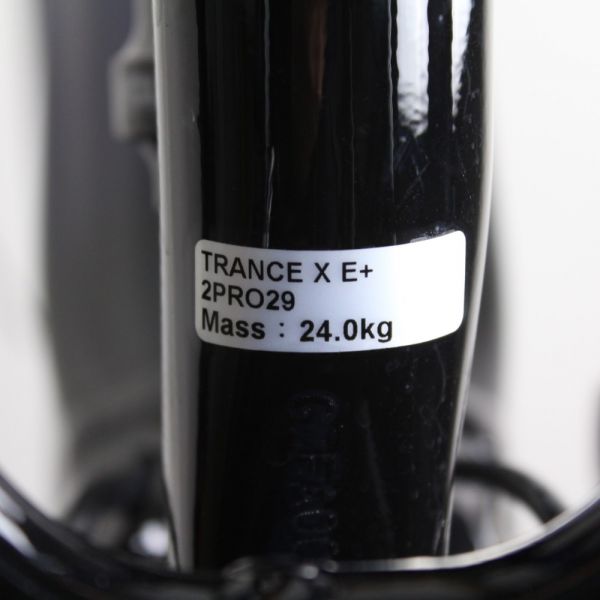 TRANCE X E+
2PRO29
Mass : 24.0kg